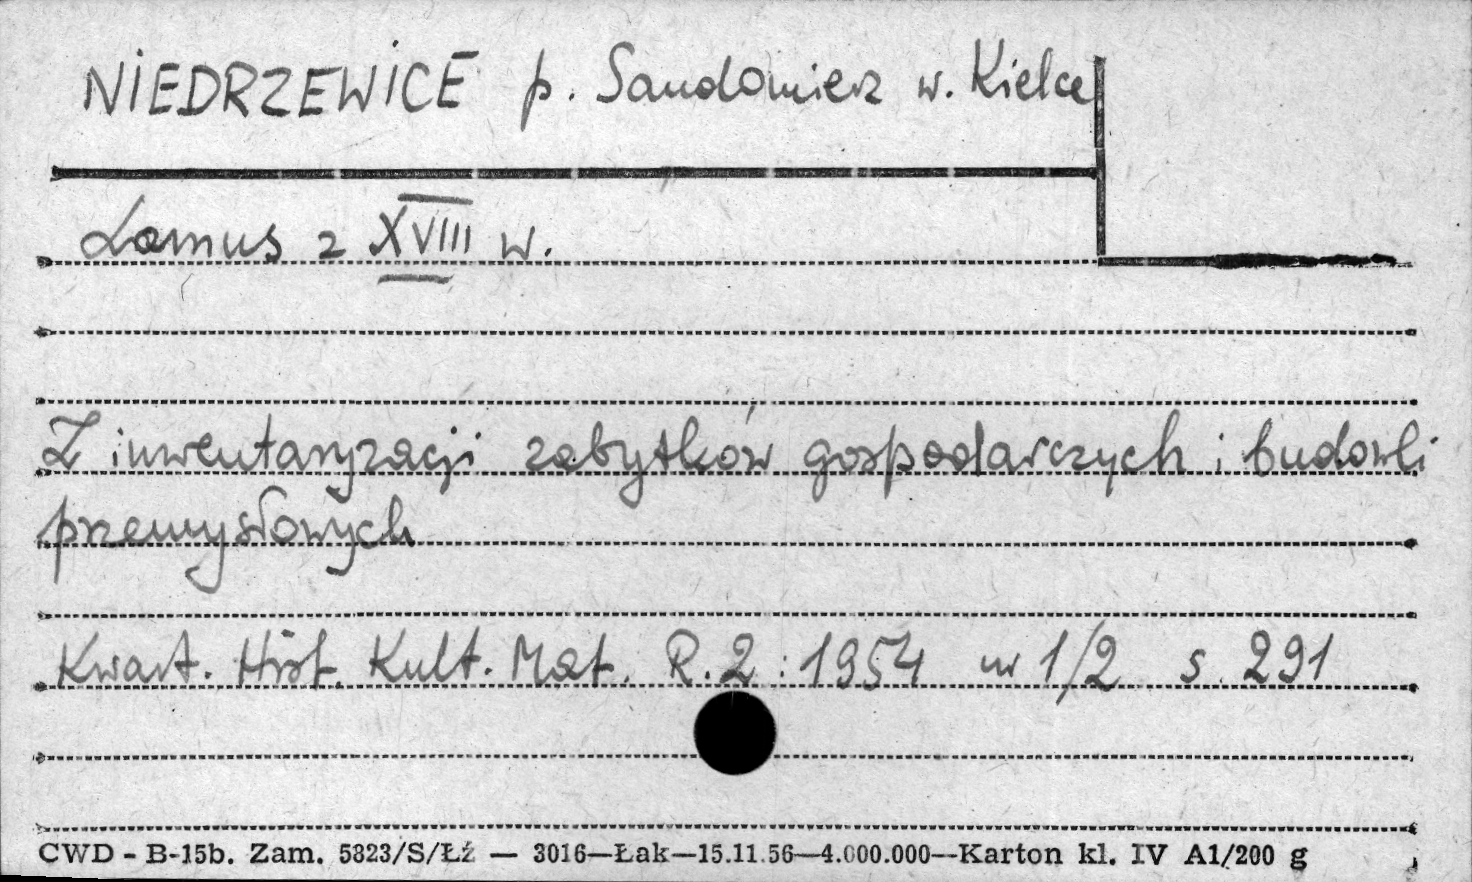 NIEDRZEWICE p. Sandomierz w. Kielce
Lamus z XVIII w.
Z inwentaryzacji zabytków gospodarczych i budowli
przemysłowych
Kwart. Hist. Kult. Mat. R.2 : 1954 nr 1/2 s. 291
CWD - B-15b. Zam. 5823/S/Łź — 3016—Łak—15.11.56—4.000.000—Karton kl. IV A1/200 g